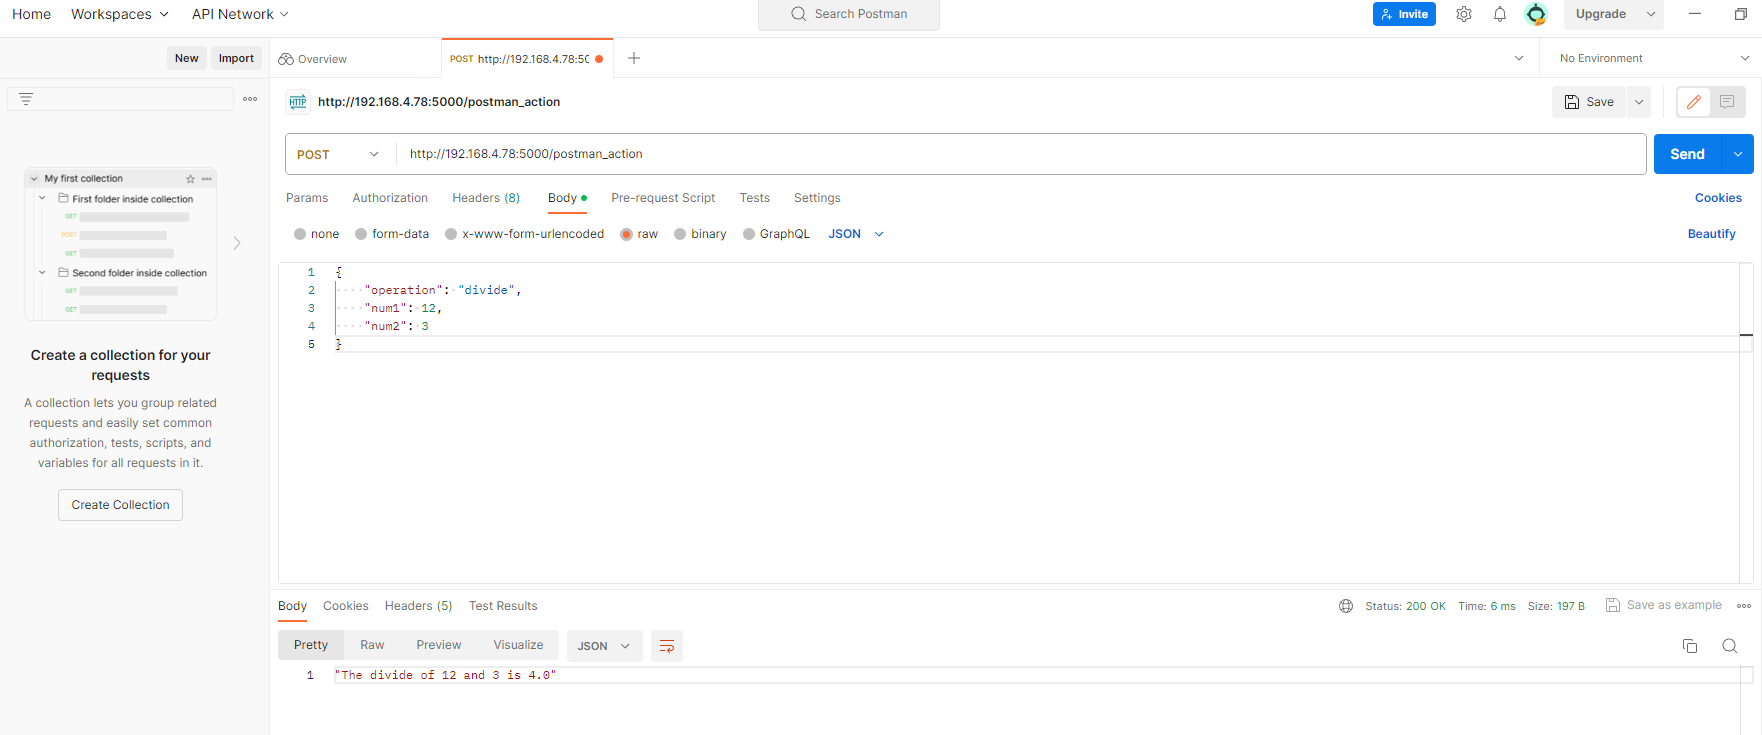 Home Workspaces API Network Search Postman Invite Upgrade
New Import Overview POST http://192.168.4.78:5C No Environment
HTTP http://192.168.4.78:5000/postman_action Save
POST http://192.168.4.78:5000/postman_action Send
Params Authorization Headers (8) Body Pre-request Script Tests Settings Cookies
none form-data x-www-form-urlencoded raw binary GraphQL JSON Beautify
My first collection
First folder inside collection
GET
POST
GET
Second folder inside collection
GET
GET
Create a collection for your
requests
A collection lets you group related
requests and easily set common
authorization, tests, scripts, and
variables for all requests in it.
Create Collection
1 {
2 "operation": "divide",
3 "num1": 12,
4 "num2": 3
5 }
Body Cookies Headers (5) Test Results Status: 200 OK Time: 6 ms Size: 197 B Save as example
Pretty Raw Preview Visualize JSON
1 "The divide of 12 and 3 is 4.0"